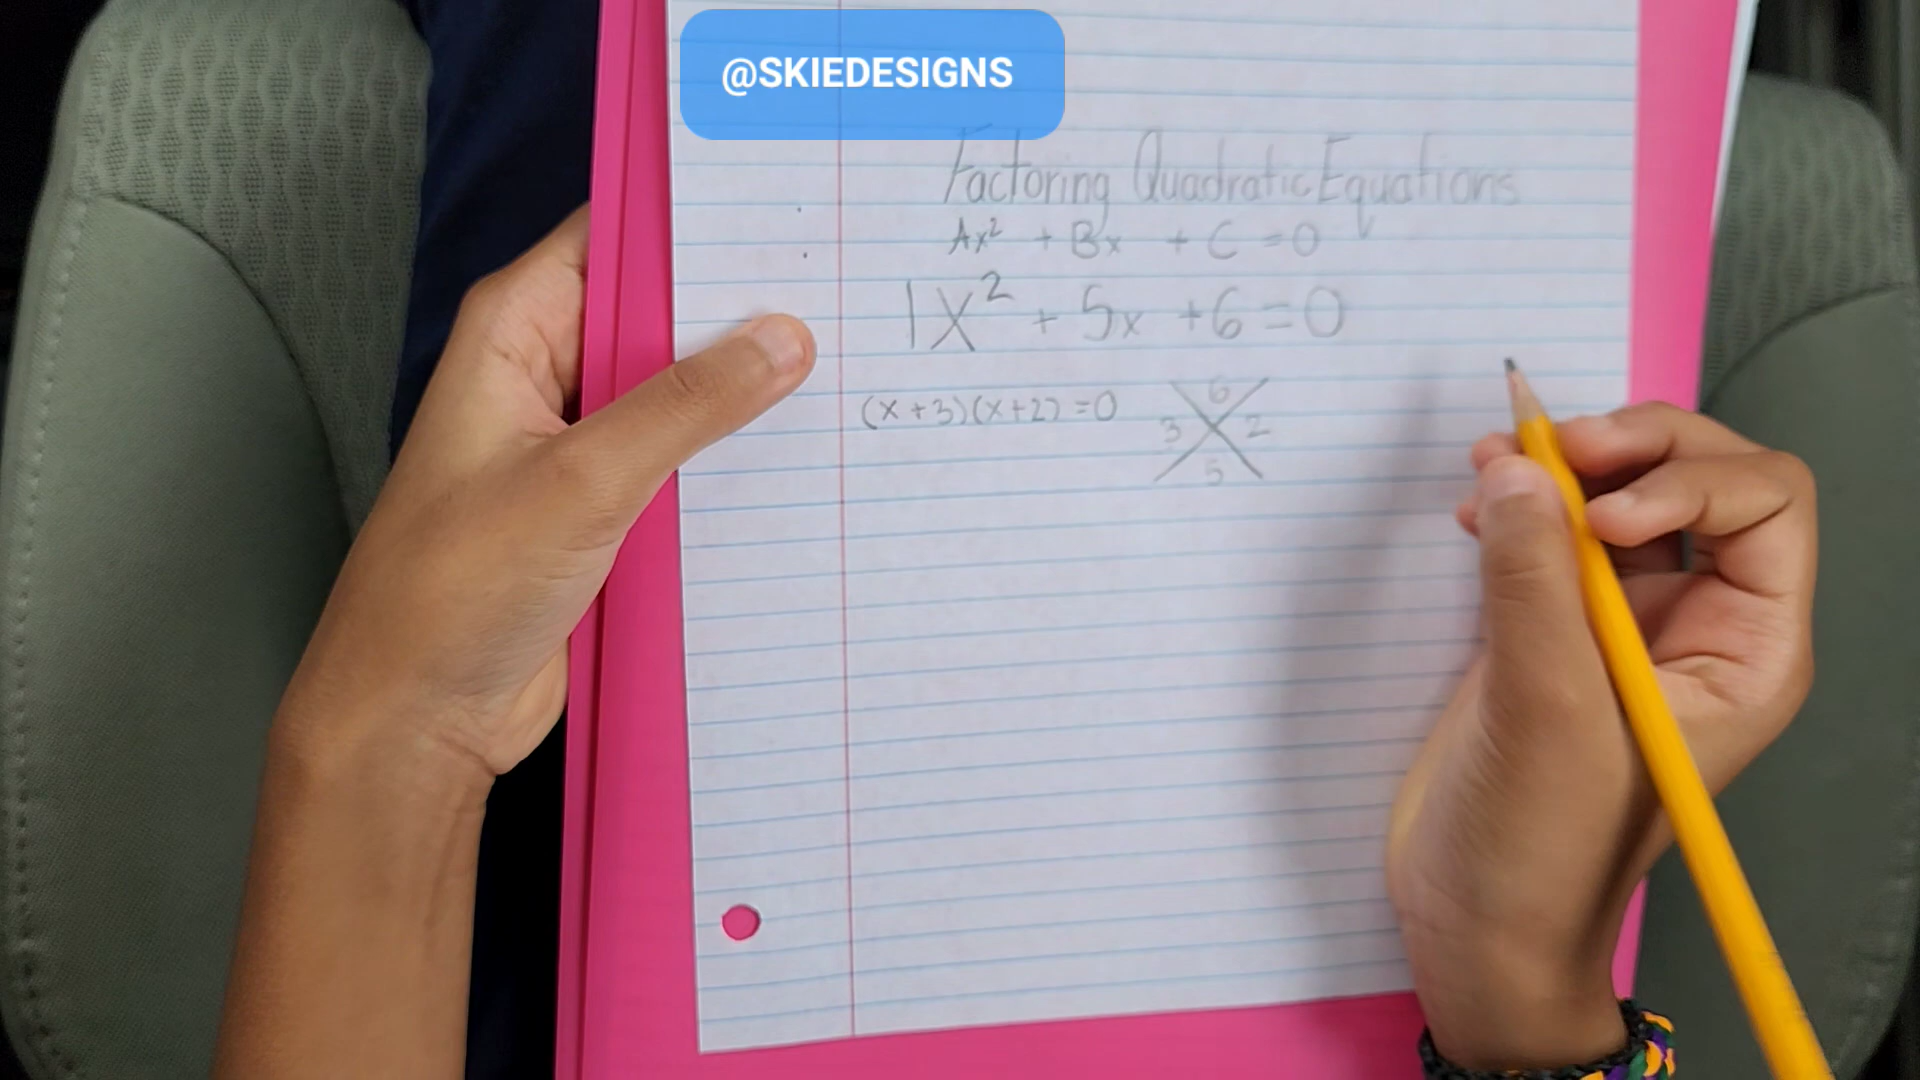 @SKIEDESIGNS
Factoring Quadratic Equations
Ax² + Bx + C = 0
1x² + 5x + 6 = 0
(x + 3)(x + 2) = 0
6
3 2
5